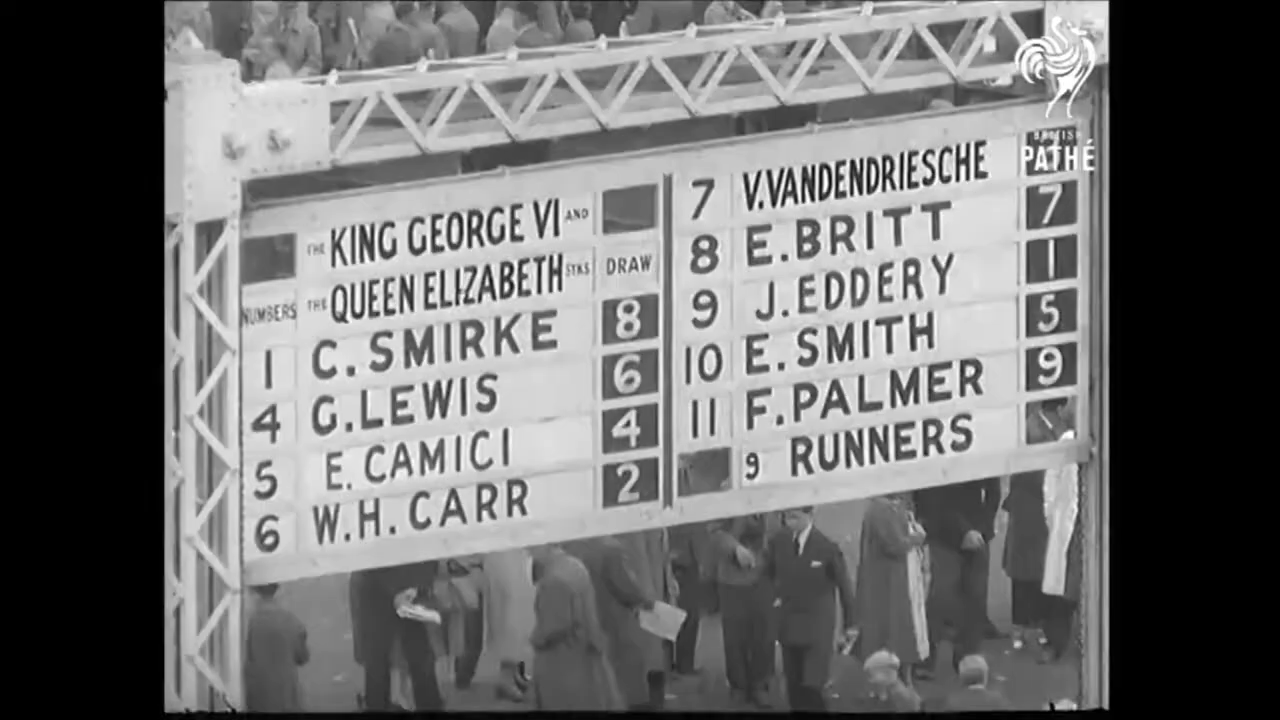 THE KING GEORGE VI AND
NUMBERS THE QUEEN ELIZABETH STKS DRAW
1 C. SMIRKE 8
4 G. LEWIS 6
5 E. CAMICI 4
6 W.H. CARR 2
7 V. VANDENDRIESCHE
8 E. BRITT 7
9 J. EDDERY 1
10 E. SMITH 5
11 F. PALMER 9
9 RUNNERS
BRITISH
PATHÉ